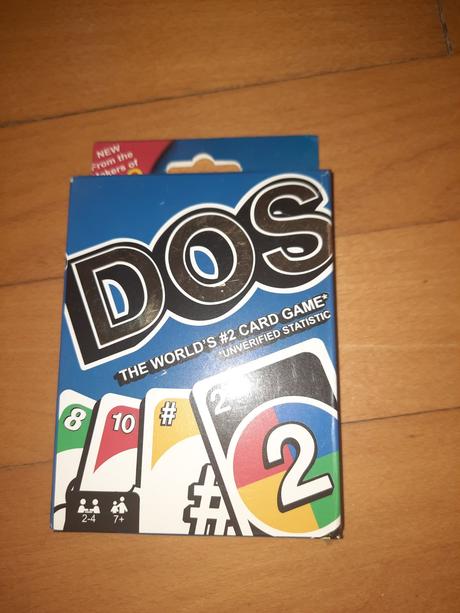 NEW
From the
Makers of
DOS
THE WORLD'S #2 CARD GAME*
*UNVERIFIED STATISTIC
8
10
#
2
#
2
2-4
7+